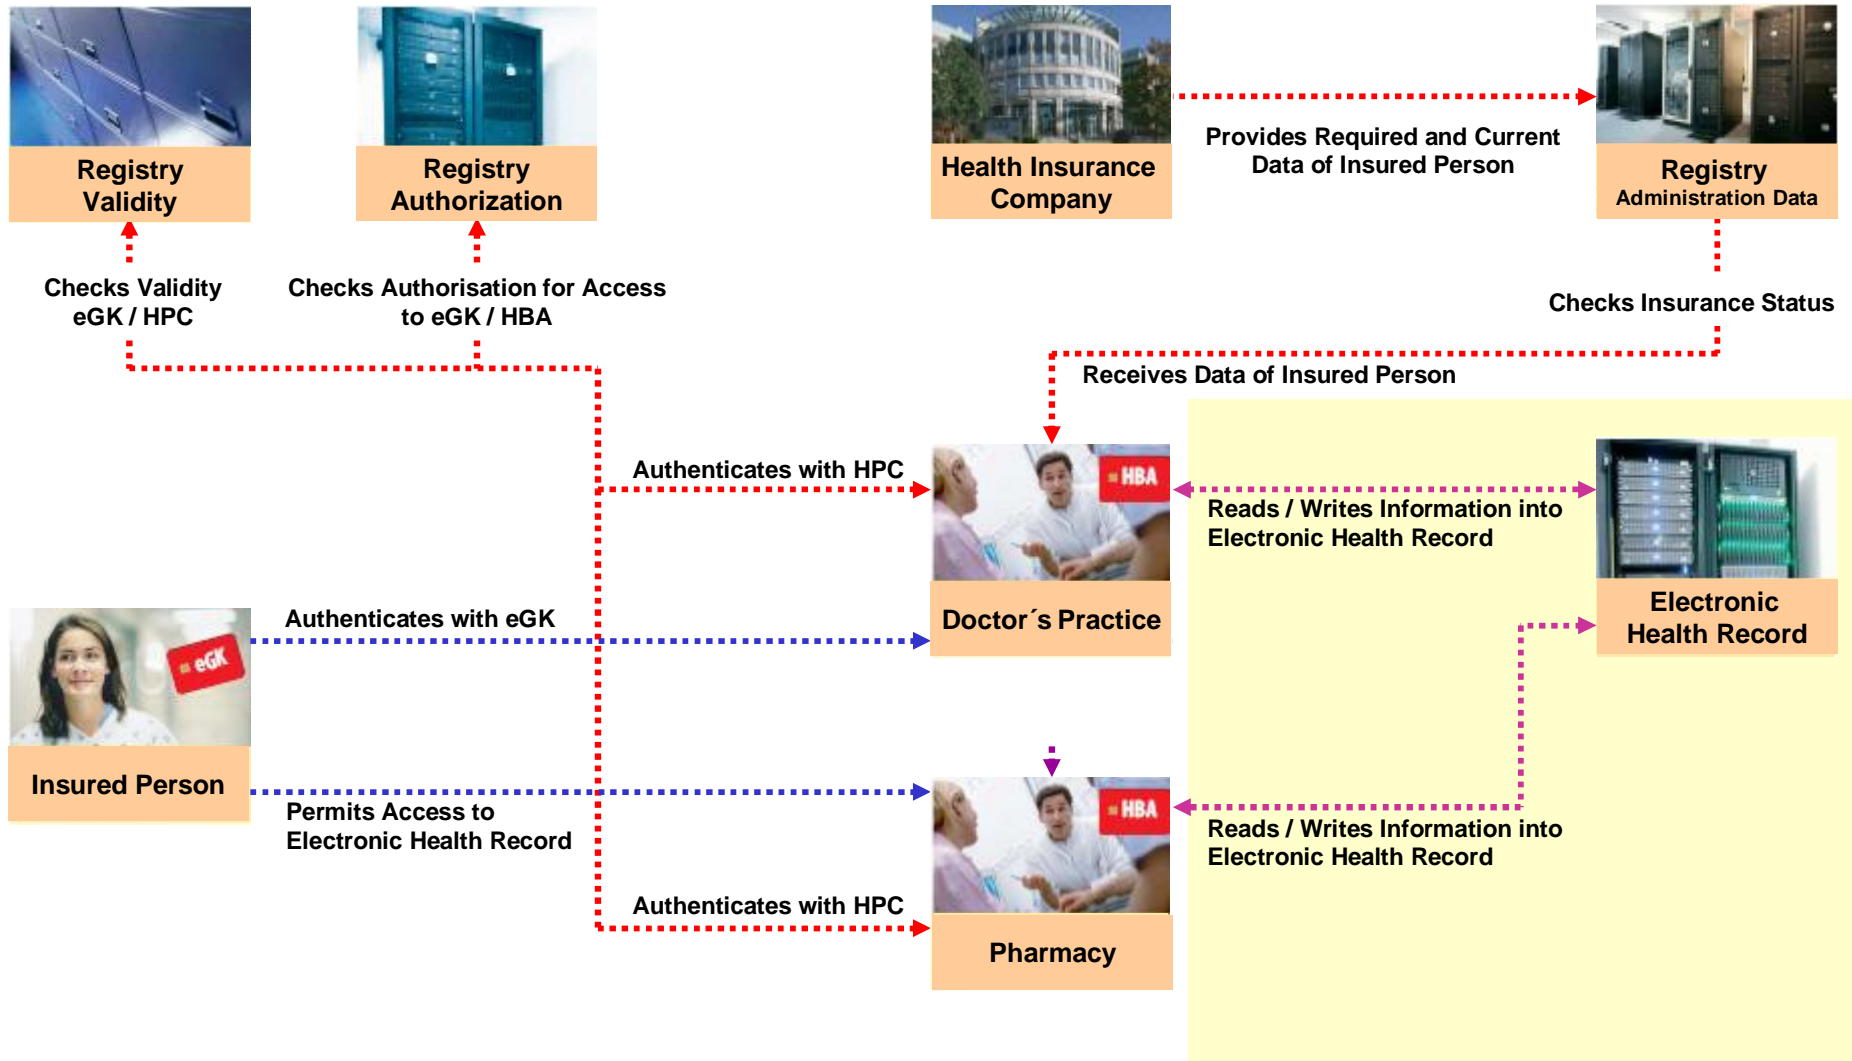 Registry
Validity
Registry
Authorization
Health Insurance
Company
Provides Required and Current
Data of Insured Person
Registry
Administration Data
Checks Validity
eGK / HPC
Checks Authorisation for Access
to eGK / HBA
Checks Insurance Status
Receives Data of Insured Person
Authenticates with HPC
HBA
Reads / Writes Information into
Electronic Health Record
Electronic
Health Record
Authenticates with eGK
Doctor´s Practice
eGK
Insured Person
Permits Access to
Electronic Health Record
HBA
Reads / Writes Information into
Electronic Health Record
Authenticates with HPC
Pharmacy